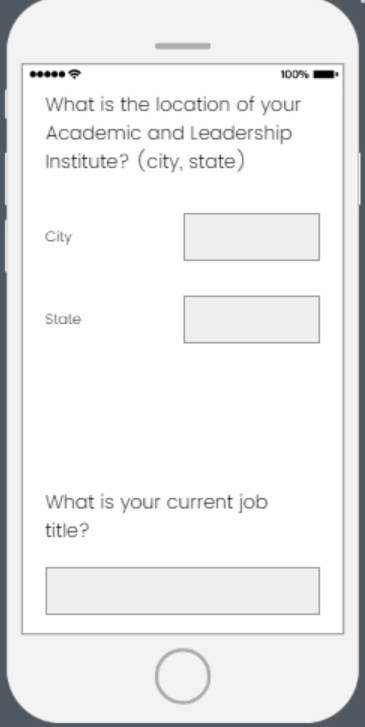 100%
What is the location of your
Academic and Leadership
Institute? (city, state)
City
State
What is your current job
title?